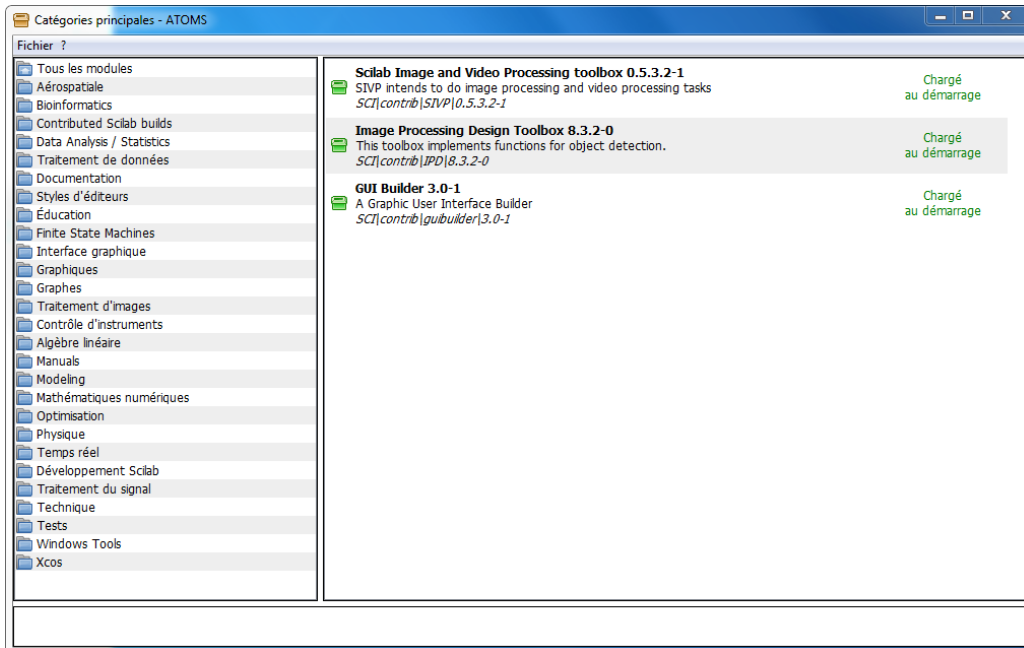 Catégories principales - ATOMS
Fichier ?
Tous les modules
Aérospatiale
Bioinformatics
Contributed Scilab builds
Data Analysis / Statistics
Traitement de données
Documentation
Styles d'éditeurs
Éducation
Finite State Machines
Interface graphique
Graphiques
Graphes
Traitement d'images
Contrôle d'instruments
Algèbre linéaire
Manuals
Modeling
Mathématiques numériques
Optimisation
Physique
Temps réel
Développement Scilab
Traitement du signal
Technique
Tests
Windows Tools
Xcos
Scilab Image and Video Processing toolbox 0.5.3.2-1
SIVP intends to do image processing and video processing tasks
SCI\contrib\SIVP\0.5.3.2-1
Chargé
au démarrage
Image Processing Design Toolbox 8.3.2-0
This toolbox implements functions for object detection.
SCI\contrib\IPD\8.3.2-0
Chargé
au démarrage
GUI Builder 3.0-1
A Graphic User Interface Builder
SCI\contrib\guibuilder\3.0-1
Chargé
au démarrage